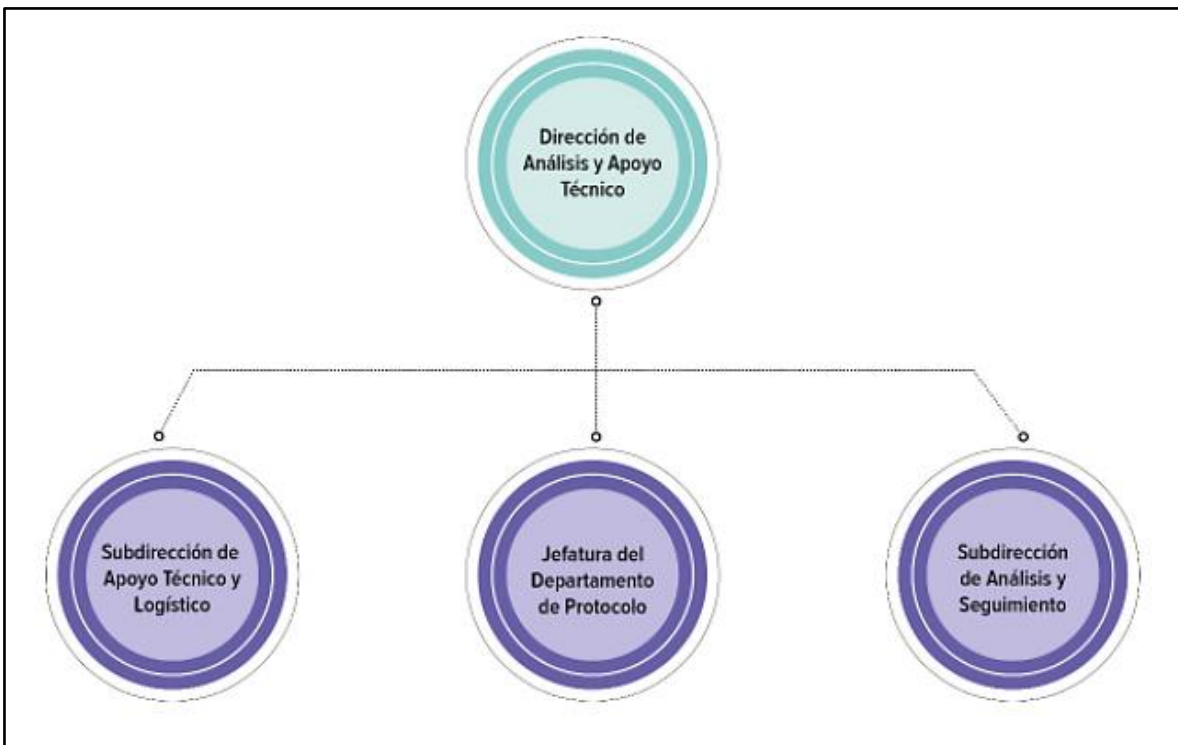 Dirección de
Análisis y Apoyo
Técnico
Subdirección de
Apoyo Técnico y
Logístico
Jefatura del
Departamento
de Protocolo
Subdirección
de Análisis y
Seguimiento